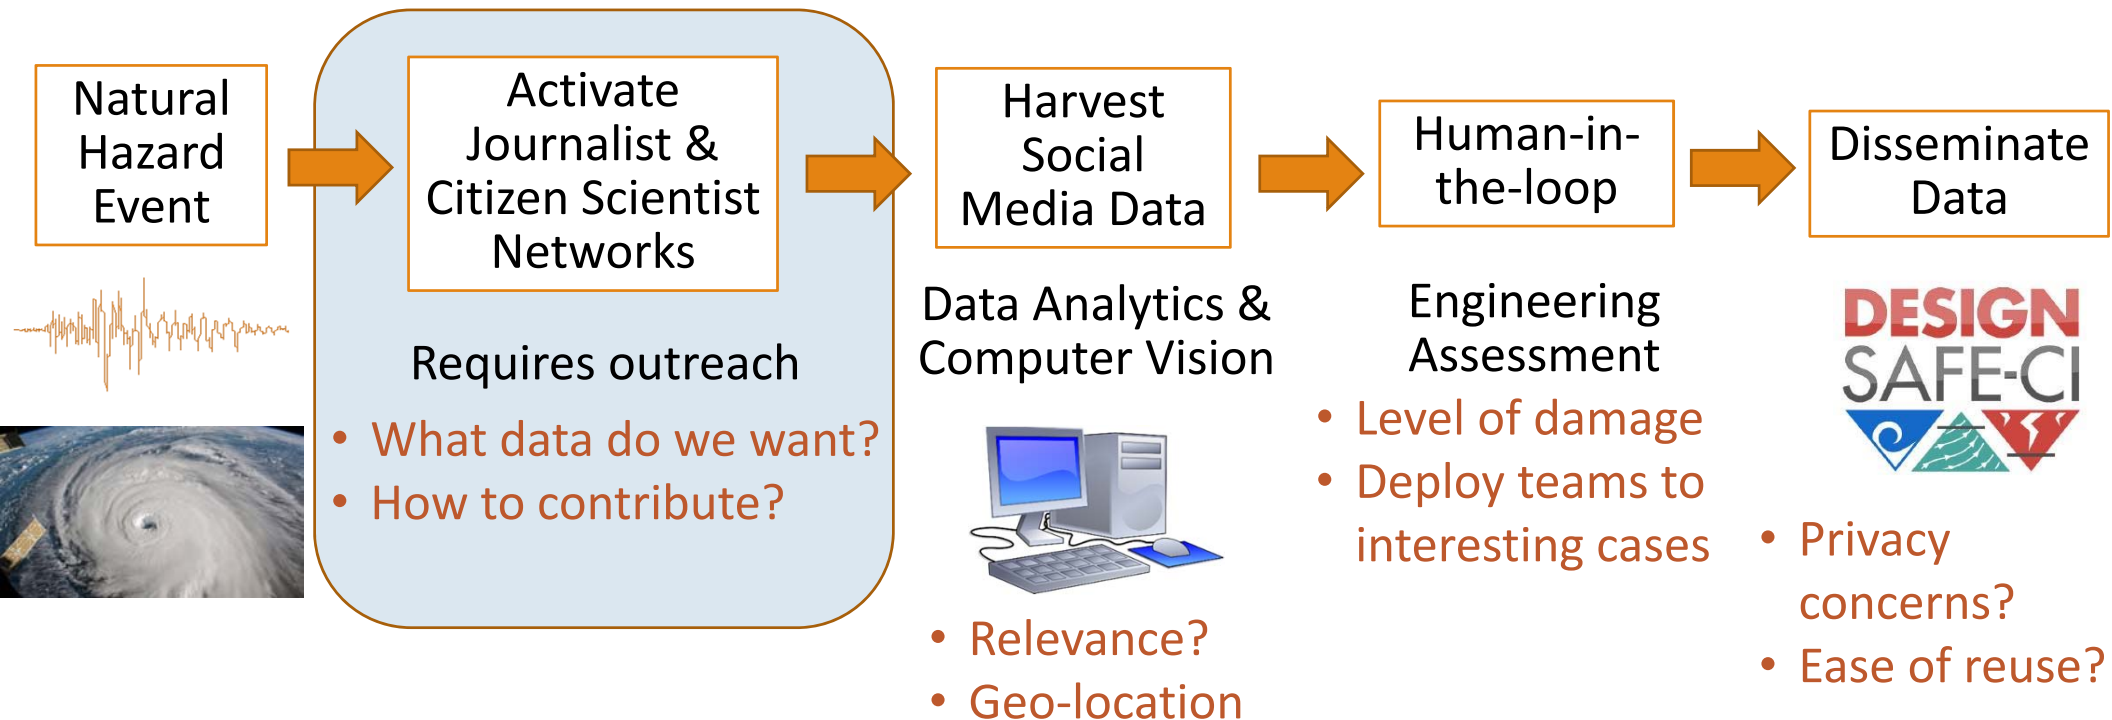 Natural
Hazard
Event
Activate
Journalist &
Citizen Scientist
Networks
Requires outreach
• What data do we want?
• How to contribute?
Harvest
Social
Media Data
Data Analytics &
Computer Vision
• Relevance?
• Geo-location
Human-in-
the-loop
Engineering
Assessment
• Level of damage
• Deploy teams to
interesting cases
Disseminate
Data
DESIGN
SAFE-CI
• Privacy
concerns?
• Ease of reuse?